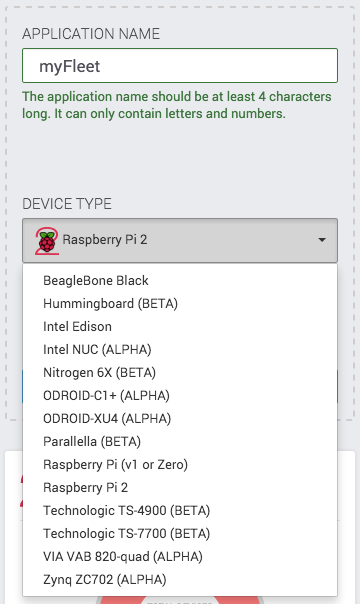 APPLICATION NAME
myFleet
The application name should be at least 4 characters
long. It can only contain letters and numbers.
DEVICE TYPE
Raspberry Pi 2
BeagleBone Black
Hummingboard (BETA)
Intel Edison
Intel NUC (ALPHA)
Nitrogen 6X (BETA)
ODROID-C1+ (ALPHA)
ODROID-XU4 (ALPHA)
Parallella (BETA)
Raspberry Pi (v1 or Zero)
Raspberry Pi 2
Technologic TS-4900 (BETA)
Technologic TS-7700 (BETA)
VIA VAB 820-quad (ALPHA)
Zynq ZC702 (ALPHA)